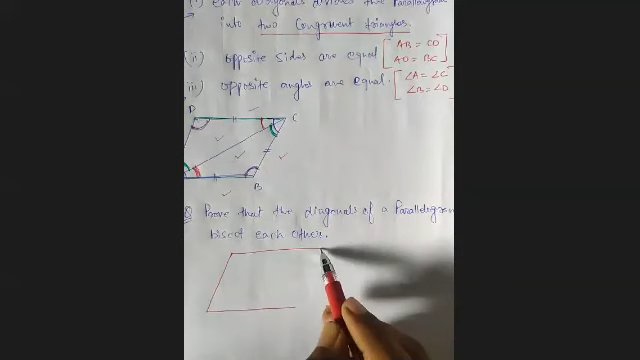 (i) Each diagonals divides the Parallelogram
into two Congruent triangles.
(ii) opposite sides are equal [AB = CD
AD = BC]
(iii) opposite angles are equal. [∠A = ∠C
∠B = ∠D]
D
C
B
Q Prove that the diagonals of a Parallelogram
bisect each other.